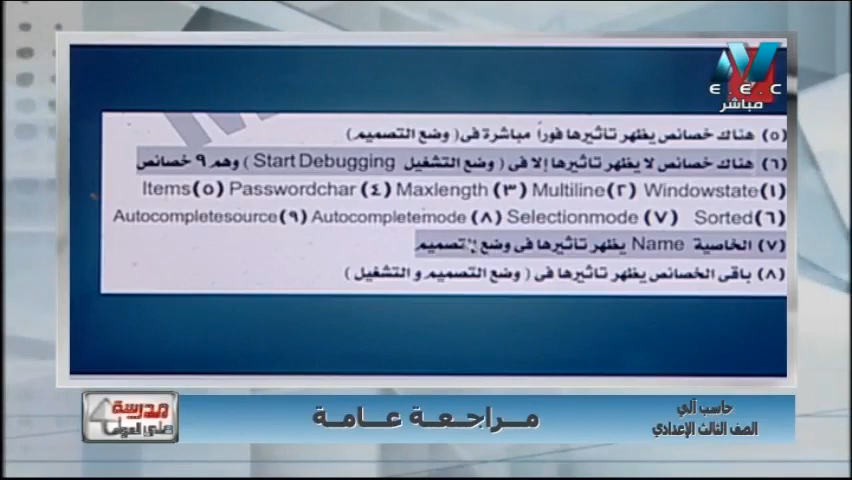 E.E.C
مباشر
(٥) هناك خصائص يظهر تأثيرها فوراً مباشرة فى ( وضع التصميم)
(٦) هناك خصائص لا يظهر تأثيرها إلا فى ( وضع التشغيل Start Debugging ) وهم ٩ خصائص
(١)Windowstate (٢)Multiline (٣) Maxlength (٤) Passwordchar (٥)Items
(٦) Sorted (٧) Selectionmode (٨) Autocompletemode (٩)Autocompletesource
(٧) الخاصية Name يظهر تأثيرها فى وضع التصميم
(٨) باقى الخصائص يظهر تأثيرها فى ( وضع التصميم و التشغيل )
حاسب آلي
الصف الثالث الإعدادي
مراجعة عامة
مدرسة
على الهواء